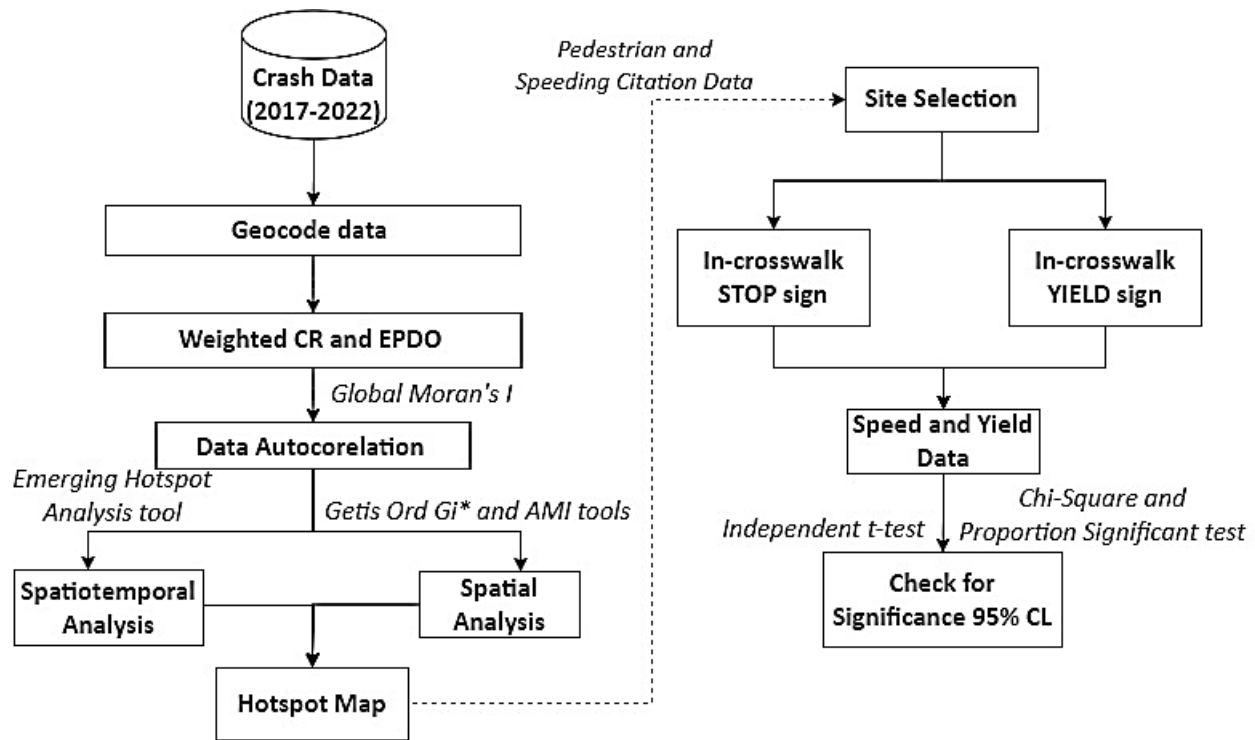 Crash Data
(2017-2022)
Geocode data
Weighted CR and EPDO
Global Moran's I
Data Autocorelation
Emerging Hotspot
Analysis tool
Getis Ord Gi* and AMI tools
Spatiotemporal
Analysis
Spatial
Analysis
Hotspot Map
Pedestrian and
Speeding Citation Data
Site Selection
In-crosswalk
STOP sign
In-crosswalk
YIELD sign
Speed and Yield
Data
Independent t-test
Chi-Square and
Proportion Significant test
Check for
Significance 95% CL